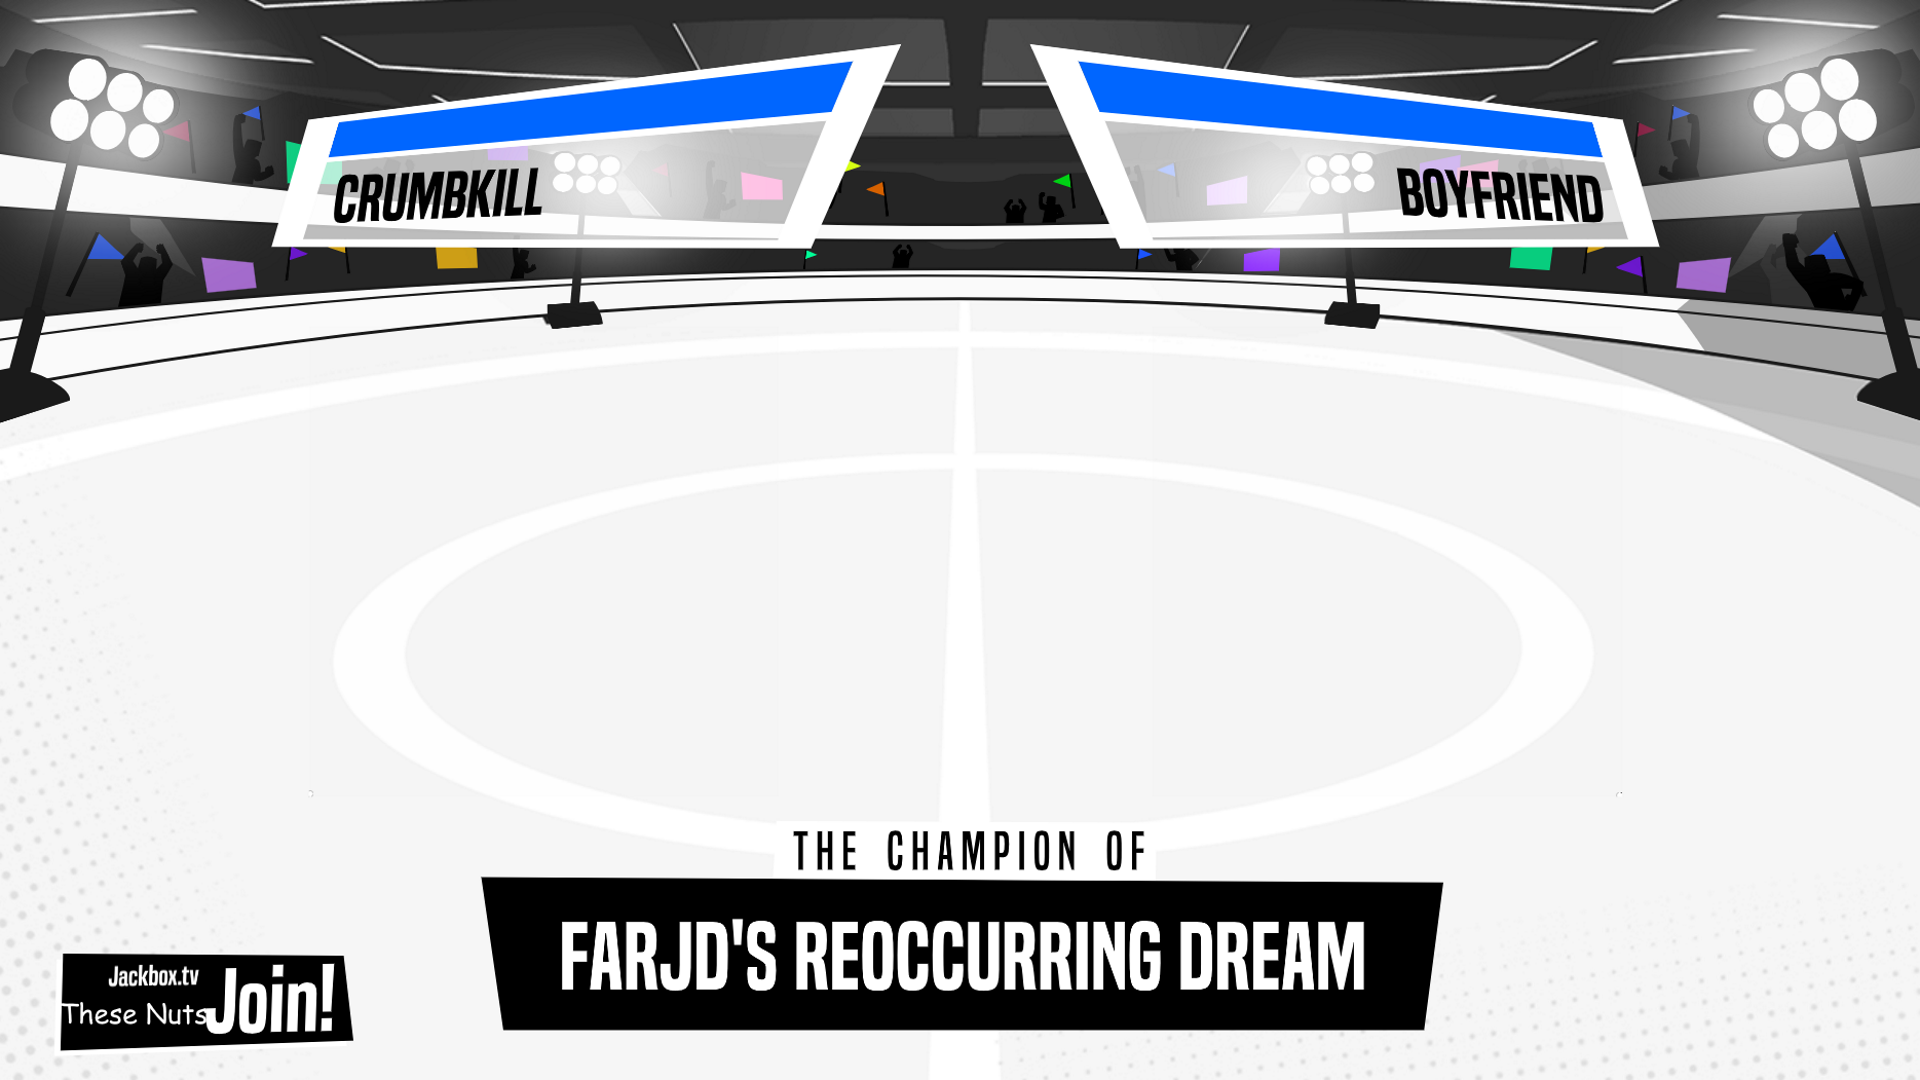 CRUMBKILL
BOYFRIEND
THE CHAMPION OF
FARJD'S REOCCURRING DREAM
Jackbox.tv
These Nuts
Join!